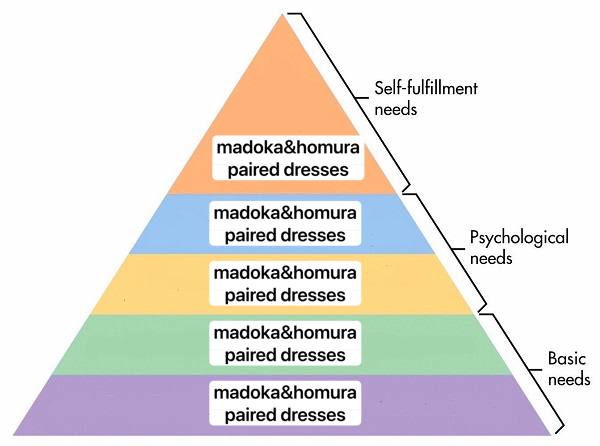 Self-fulfillment
needs
madoka&homura
paired dresses
madoka&homura
paired dresses
Psychological
needs
madoka&homura
paired dresses
madoka&homura
paired dresses
Basic
needs
madoka&homura
paired dresses